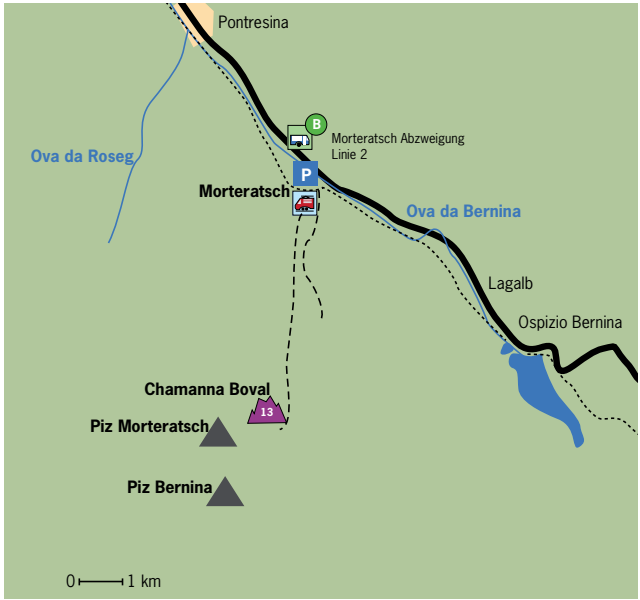 Pontresina
B
Morteratsch Abzweigung
Linie 2
Ova da Roseg
P
Morteratsch
Ova da Bernina
Lagalb
Ospizio Bernina
Chamanna Boval
13
Piz Morteratsch
Piz Bernina
0 1 km